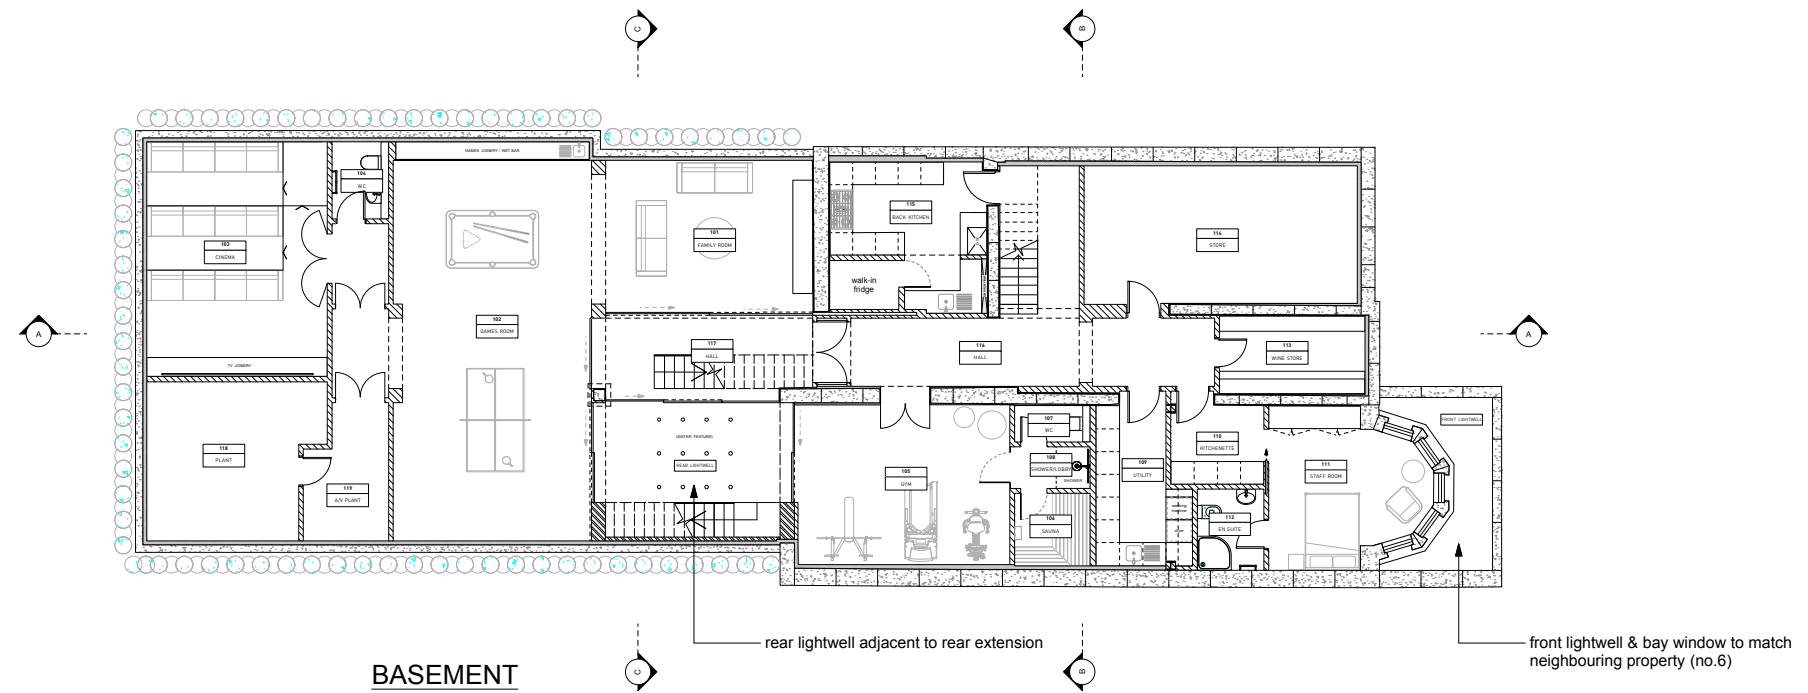 C
B
GAMES JOINERY / WET BAR
104
WC
103
CINEMA
101
FAMILY ROOM
115
BACK KITCHEN
114
STORE
walk-in
fridge
102
GAMES ROOM
A
A
117
HALL
116
HALL
113
WINE STORE
TV JOINERY
107
WC
FRONT LIGHTWELL
(WATER FEATURE)
REAR LIGHTWELL
110
KITCHENETTE
118
PLANT
108
SHOWER/LOBBY
SHOWER
109
UTILITY
111
STAFF ROOM
105
GYM
119
A/V PLANT
106
SAUNA
112
EN SUITE
rear lightwell adjacent to rear extension
front lightwell & bay window to match
neighbouring property (no.6)
BASEMENT
C
B